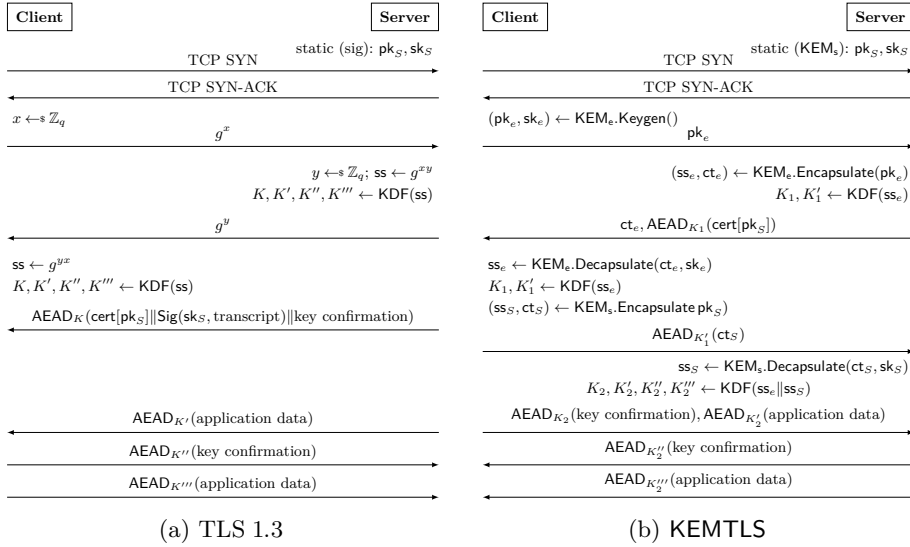 Client
Server
static (sig): pk_S, sk_S
TCP SYN
TCP SYN-ACK
x ←$ ℤ_q
g^x
y ←$ ℤ_q; ss ← g^{xy}
K, K′, K″, K‴ ← KDF(ss)
g^y
ss ← g^{yx}
K, K′, K″, K‴ ← KDF(ss)
AEAD_K(cert[pk_S]‖Sig(sk_S, transcript)‖key confirmation)
AEAD_{K′}(application data)
AEAD_{K″}(key confirmation)
AEAD_{K‴}(application data)
(a) TLS 1.3
Client
Server
static (KEM_s): pk_S, sk_S
TCP SYN
TCP SYN-ACK
(pk_e, sk_e) ← KEM_e.Keygen()
pk_e
(ss_e, ct_e) ← KEM_e.Encapsulate(pk_e)
K_1, K′_1 ← KDF(ss_e)
ct_e, AEAD_{K_1}(cert[pk_S])
ss_e ← KEM_e.Decapsulate(ct_e, sk_e)
K_1, K′_1 ← KDF(ss_e)
(ss_S, ct_S) ← KEM_s.Encapsulate pk_S)
AEAD_{K′_1}(ct_S)
ss_S ← KEM_s.Decapsulate(ct_S, sk_S)
K_2, K′_2, K″_2, K‴_2 ← KDF(ss_e‖ss_S)
AEAD_{K_2}(key confirmation), AEAD_{K′_2}(application data)
AEAD_{K″_2}(key confirmation)
AEAD_{K‴_2}(application data)
(b) KEMTLS